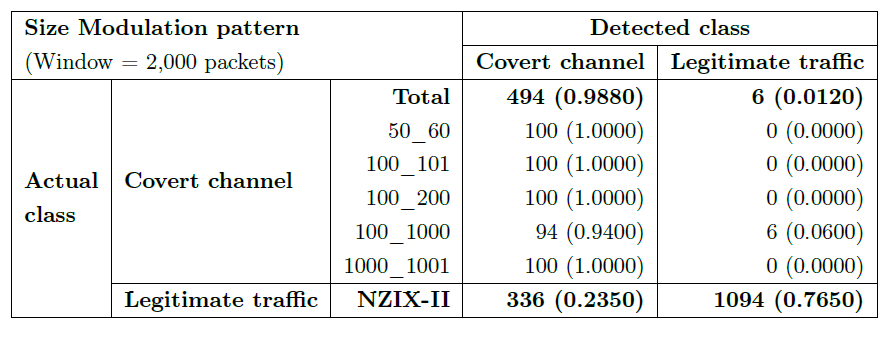 Size Modulation pattern Detected class
(Window = 2,000 packets) Covert channel Legitimate traffic
Total 494 (0.9880) 6 (0.0120)
50_60 100 (1.0000) 0 (0.0000)
100_101 100 (1.0000) 0 (0.0000)
Actual class Covert channel 100_200 100 (1.0000) 0 (0.0000)
100_1000 94 (0.9400) 6 (0.0600)
1000_1001 100 (1.0000) 0 (0.0000)
Legitimate traffic NZIX-II 336 (0.2350) 1094 (0.7650)